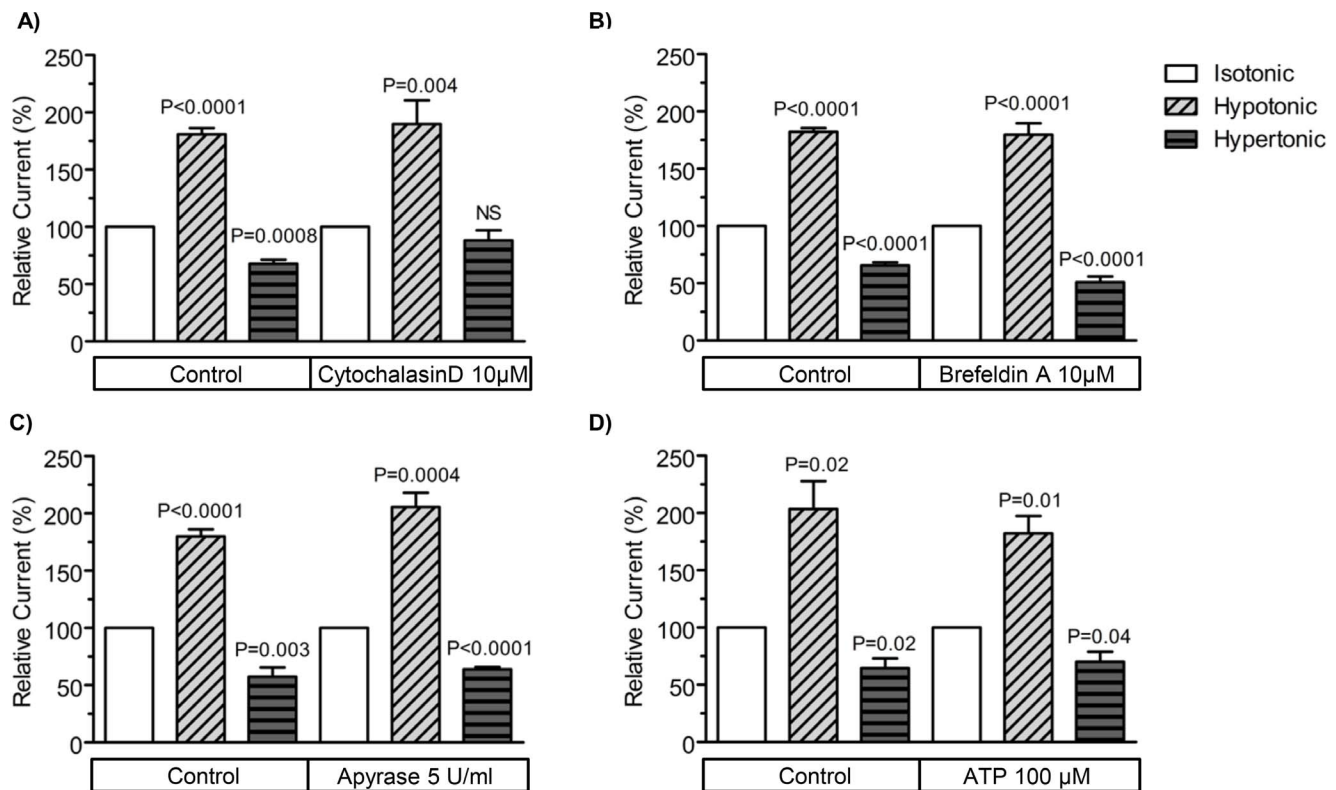 A)
Relative Current (%)
250
200
150
100
50
0
P<0.0001
P=0.0008
P=0.004
NS
Control
CytochalasinD 10µM
B)
Relative Current (%)
250
200
150
100
50
0
P<0.0001
P<0.0001
P<0.0001
P<0.0001
Control
Brefeldin A 10µM
Isotonic
Hypotonic
Hypertonic
C)
Relative Current (%)
250
200
150
100
50
0
P<0.0001
P=0.003
P=0.0004
P<0.0001
Control
Apyrase 5 U/ml
D)
Relative Current (%)
250
200
150
100
50
0
P=0.02
P=0.02
P=0.01
P=0.04
Control
ATP 100 µM